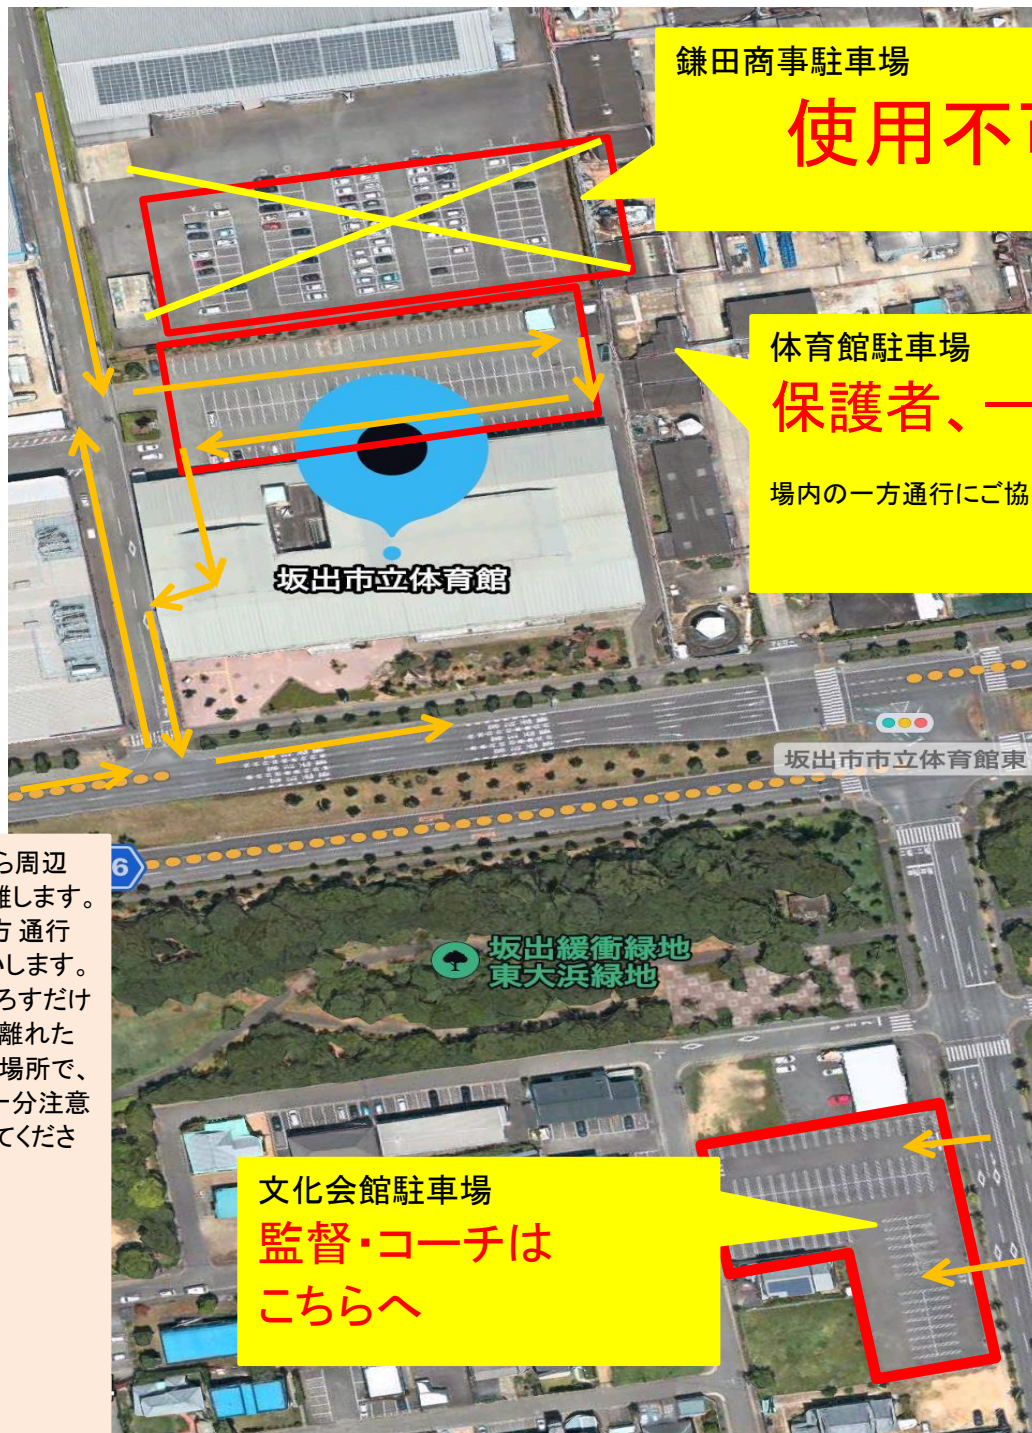 鎌田商事駐車場
使用不可
体育館駐車場
保護者、一
場内の一方通行にご協
坂出市立体育館
坂出市市立体育館東
ら周辺
雑します。
方 通行
いします。
ろすだけ
離れた
場所で、
十分注意
てくださ
6
坂出緩衝緑地
東大浜緑地
文化会館駐車場
監督・コーチは
こちらへ